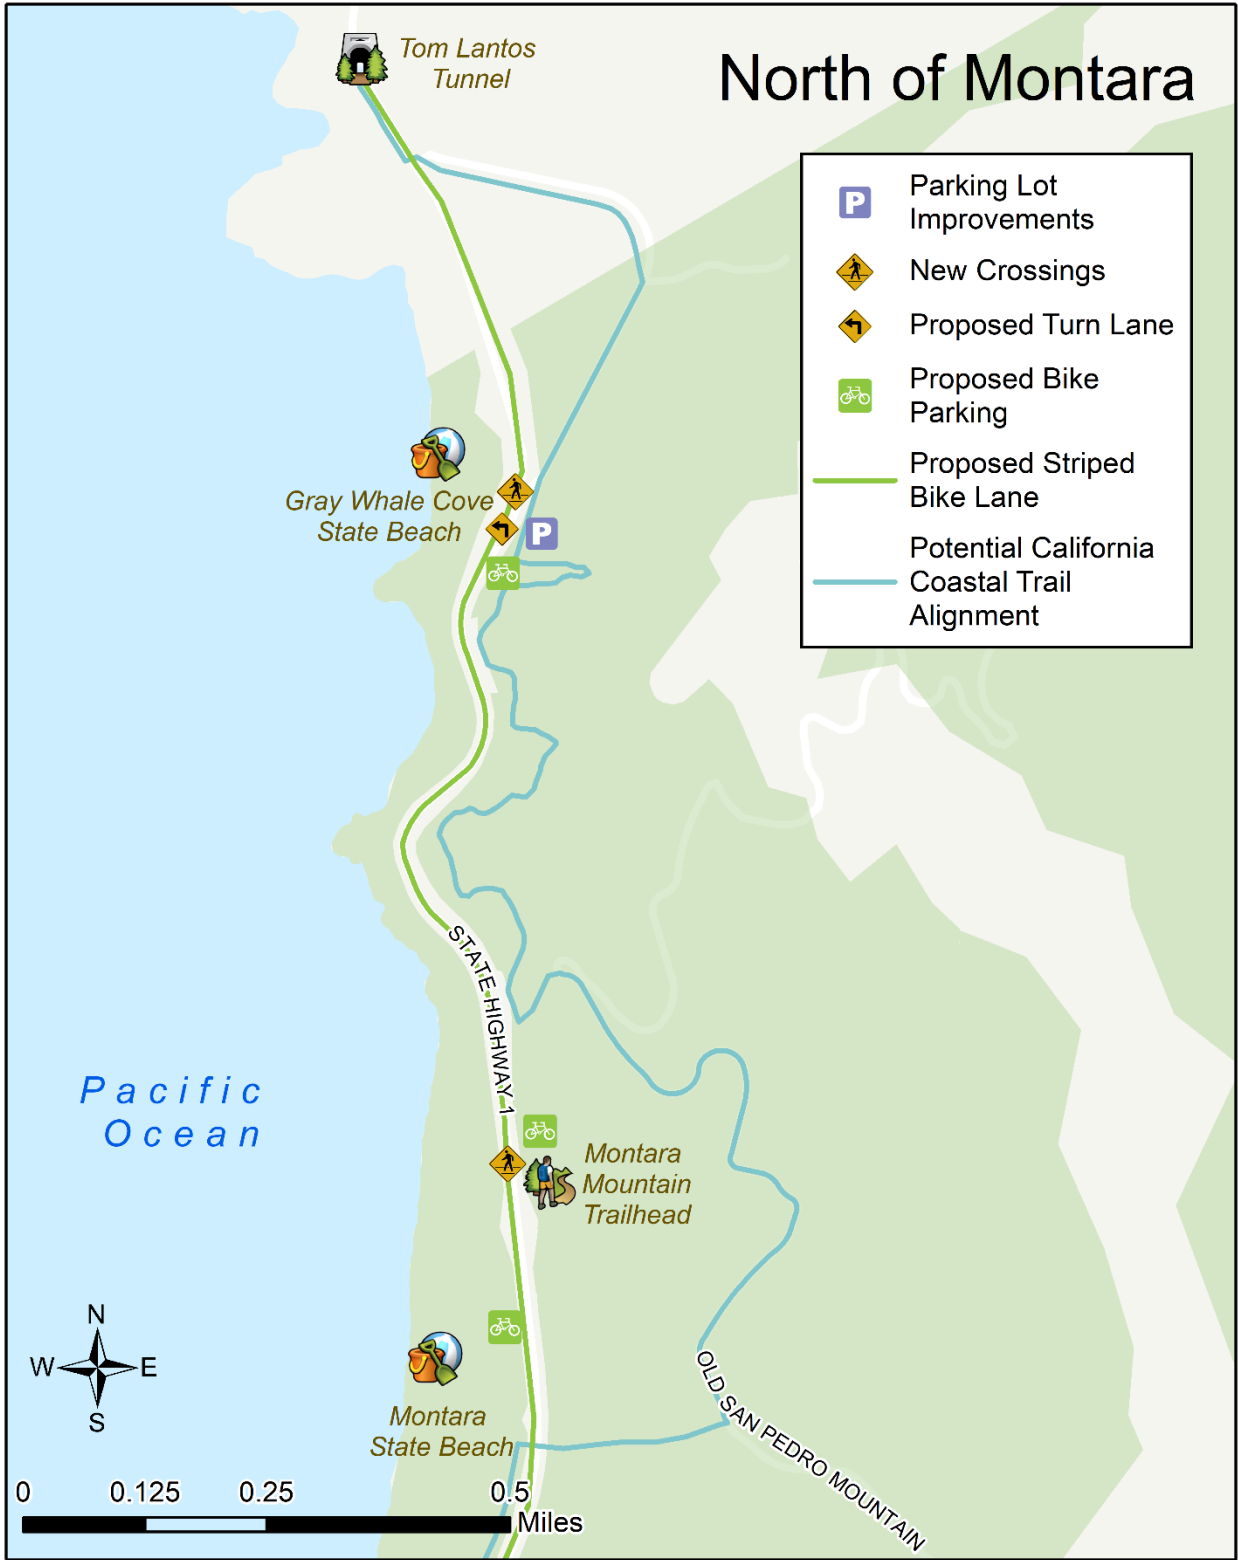 North of Montara
Tom Lantos
Tunnel
P
Parking Lot
Improvements
New Crossings
Proposed Turn Lane
Proposed Bike
Parking
Proposed Striped
Bike Lane
Potential California
Coastal Trail
Alignment
Gray Whale Cove
State Beach
P
STATE HIGHWAY 1
Pacific
Ocean
Montara
Mountain
Trailhead
N
W E
S
Montara
State Beach
OLD SAN PEDRO MOUNTAIN
0 0.125 0.25 0.5
Miles